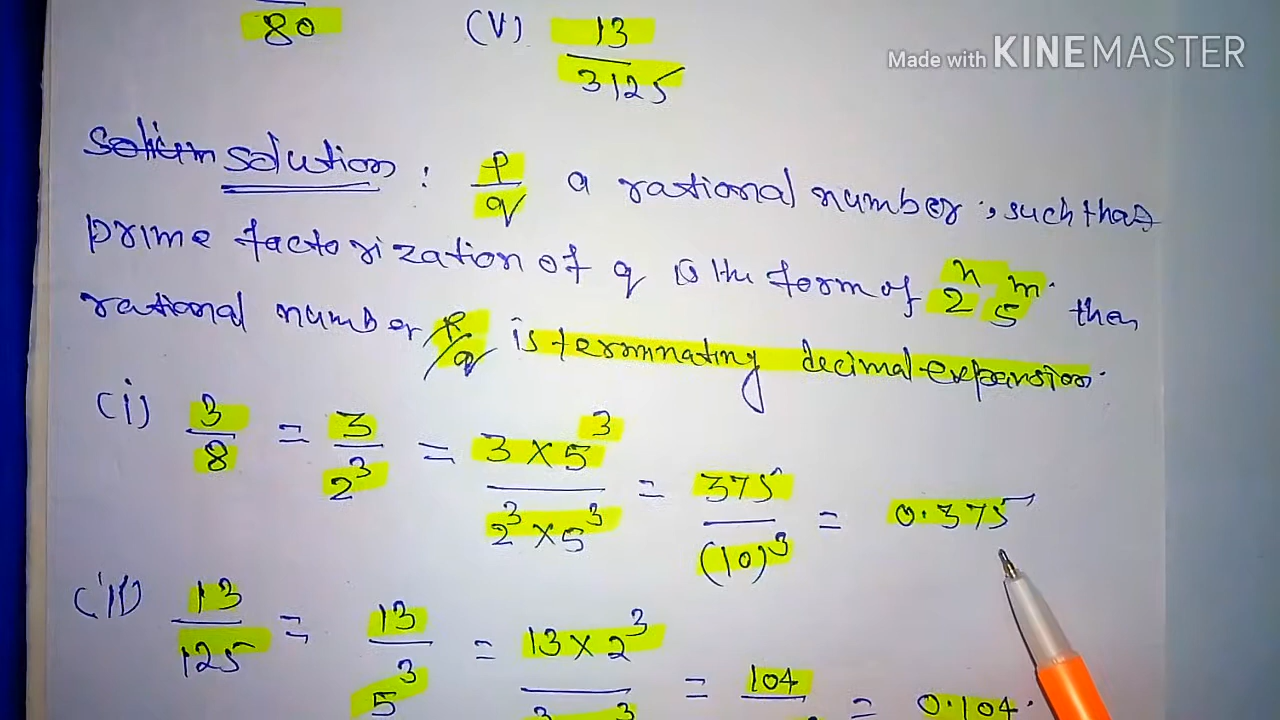 80 (V) 13/3125
Made with KINEMASTER
solution : p/q a rational number, such that
prime factorization of q is the form of 2^n 5^m. then
rational number p/q is terminating decimal expansion.
(i) 3/8 = 3/2^3 = 3×5^3/2^3×5^3 = 375/(10)^3 = 0.375
(ii) 13/125 = 13/5^3 = 13×2^3 = 104 = 0.104.